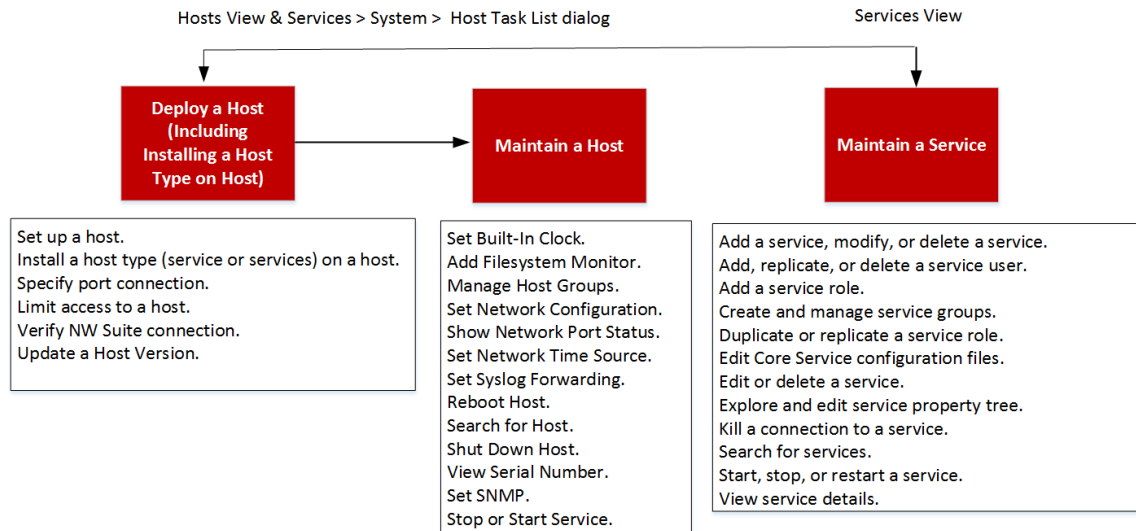 Hosts View & Services > System > Host Task List dialog
Services View
Deploy a Host
(Including
Installing a Host
Type on Host)
Maintain a Host
Maintain a Service
Set up a host.
Install a host type (service or services) on a host.
Specify port connection.
Limit access to a host.
Verify NW Suite connection.
Update a Host Version.
Set Built-In Clock.
Add Filesystem Monitor.
Manage Host Groups.
Set Network Configuration.
Show Network Port Status.
Set Network Time Source.
Set Syslog Forwarding.
Reboot Host.
Search for Host.
Shut Down Host.
View Serial Number.
Set SNMP.
Stop or Start Service.
Add a service, modify, or delete a service.
Add, replicate, or delete a service user.
Add a service role.
Create and manage service groups.
Duplicate or replicate a service role.
Edit Core Service configuration files.
Edit or delete a service.
Explore and edit service property tree.
Kill a connection to a service.
Search for services.
Start, stop, or restart a service.
View service details.